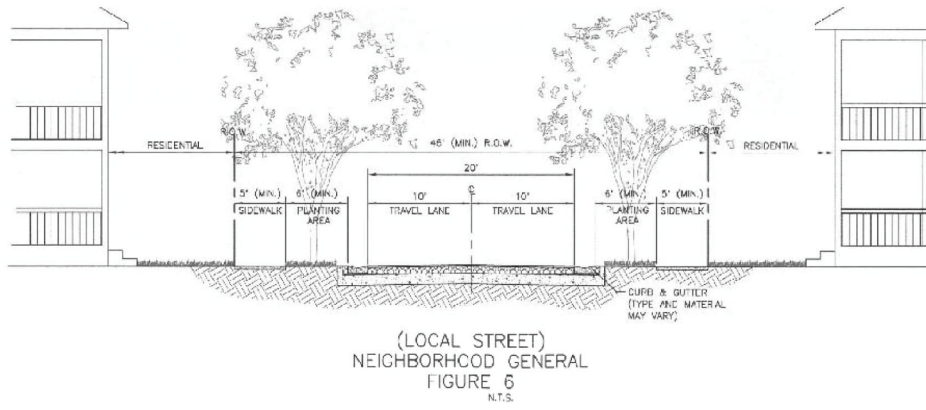 R.O.W.
R.O.W.
RESIDENTIAL
46' (MIN.) R.O.W.
RESIDENTIAL
20'
5' (MIN.)
6' (MIN.)
10'
℄
10'
6' (MIN.)
5' (MIN.)
SIDEWALK
PLANTING
AREA
TRAVEL LANE
TRAVEL LANE
PLANTING
AREA
SIDEWALK
CURB & GUTTER
(TYPE AND MATERAL
MAY VARY)
(LOCAL STREET)
NEIGHBORHOOD GENERAL
FIGURE 6
N.T.S.